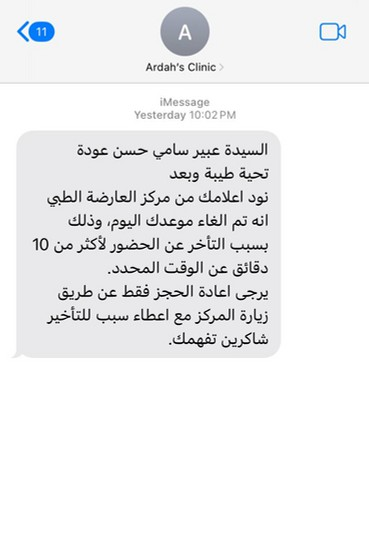 11
A
Ardah's Clinic
iMessage
Yesterday 10:02 PM
السيدة عبير سامي حسن عودة
تحية طيبة وبعد
نود اعلامك من مركز العارضة الطبي
انه تم الغاء موعدك اليوم، وذلك
بسبب التأخر عن الحضور لأكثر من 10
دقائق عن الوقت المحدد.
يرجى اعادة الحجز فقط عن طريق
زيارة المركز مع اعطاء سبب للتأخير
شاكرين تفهمك.